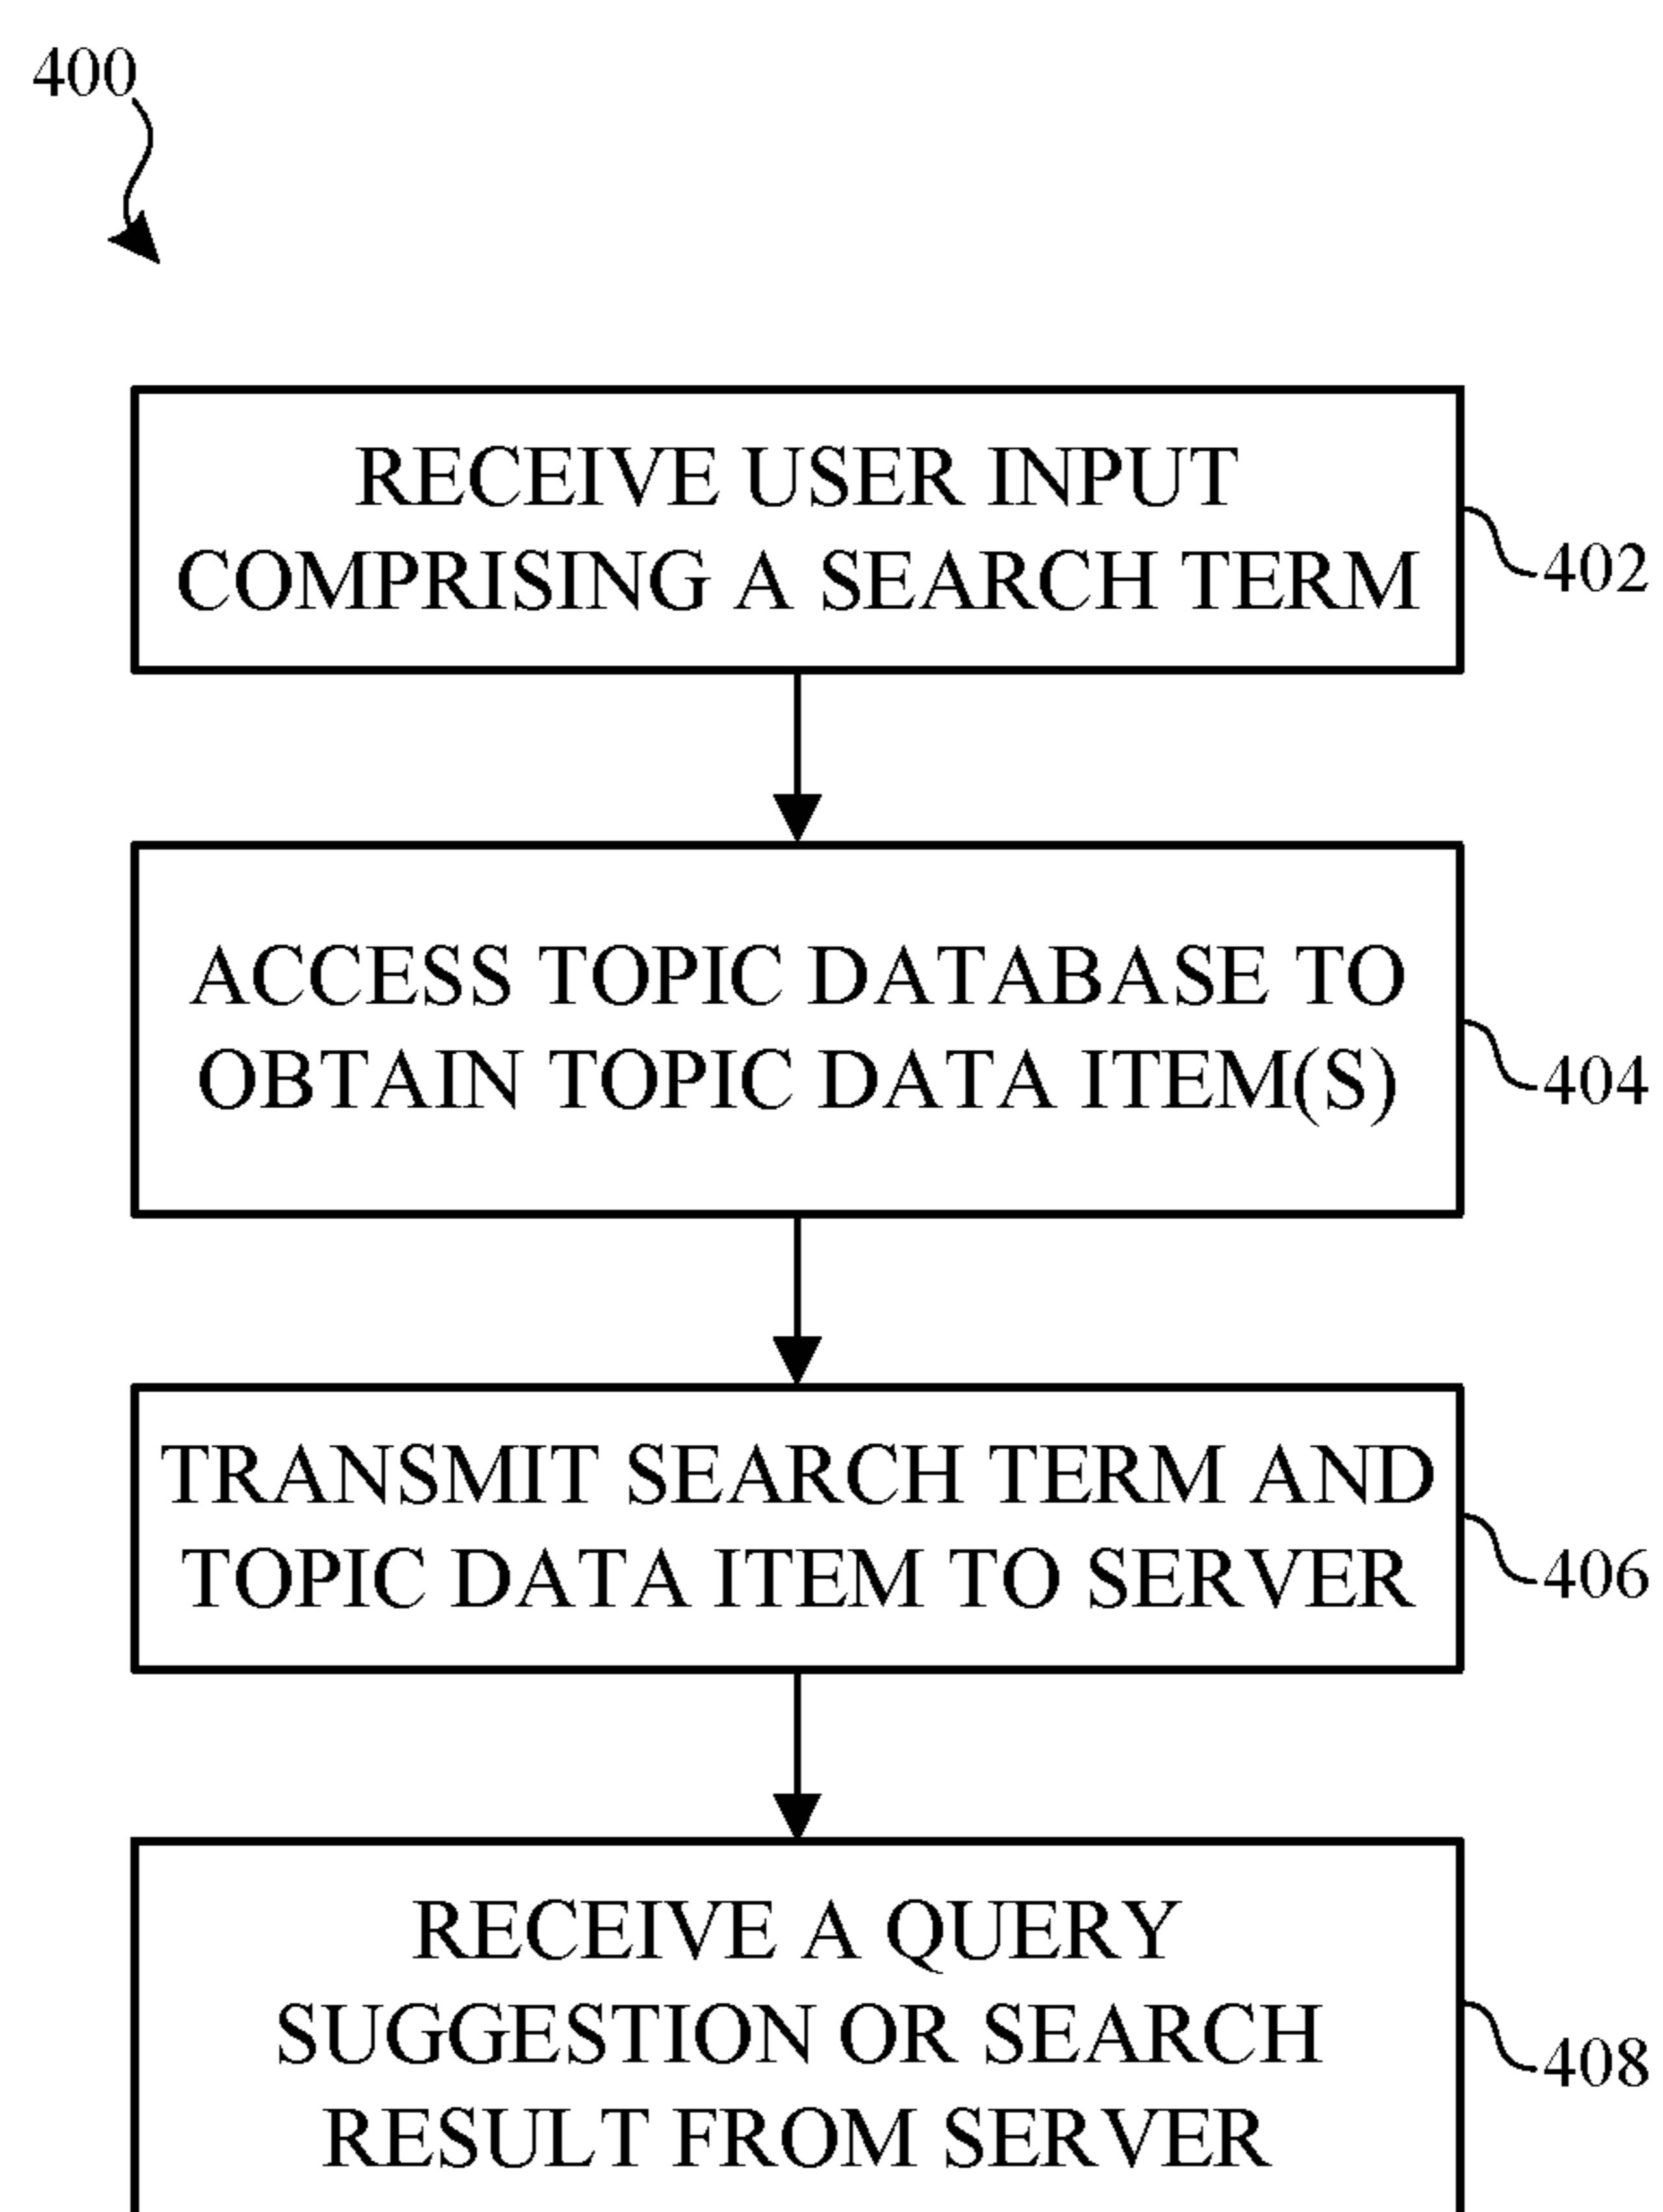 400
RECEIVE USER INPUT
COMPRISING A SEARCH TERM
402
ACCESS TOPIC DATABASE TO
OBTAIN TOPIC DATA ITEM(S)
404
TRANSMIT SEARCH TERM AND
TOPIC DATA ITEM TO SERVER
406
RECEIVE A QUERY
SUGGESTION OR SEARCH
RESULT FROM SERVER
408